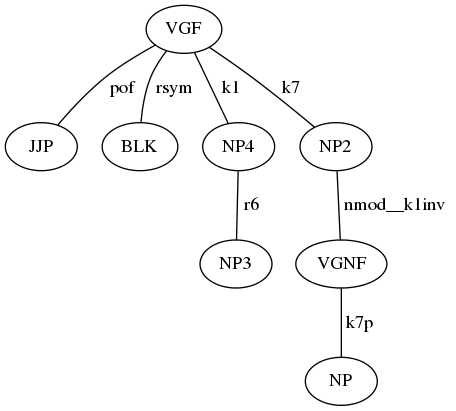 VGF
pof rsym k1 k7
JJP BLK NP4 NP2
r6 nmod__k1inv
NP3 VGNF
k7p
NP